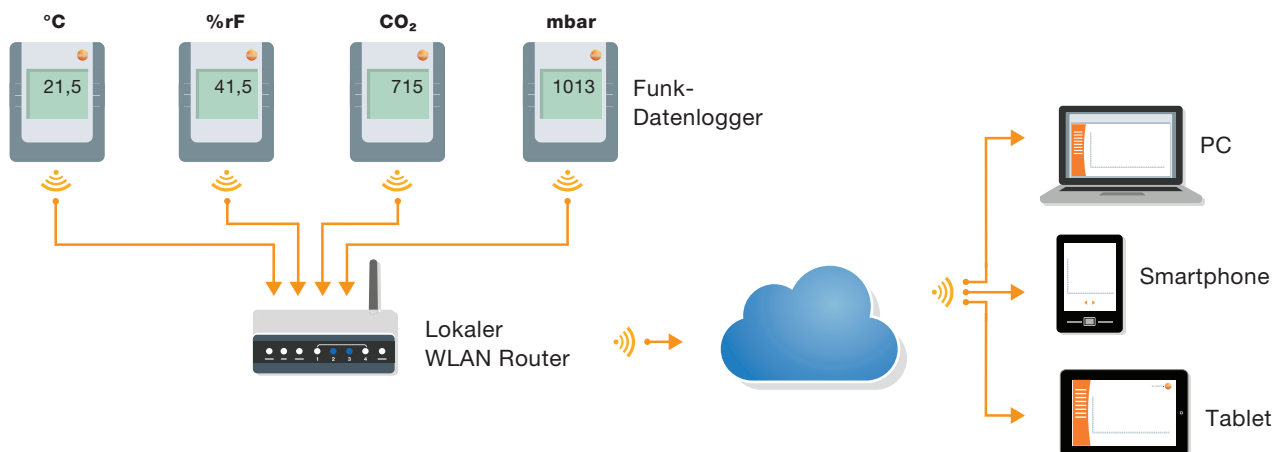 °C
%rF
CO₂
mbar
21,5
41,5
715
1013
Funk-
Datenlogger
PC
Smartphone
Lokaler
WLAN Router
1 2 3 4
Tablet